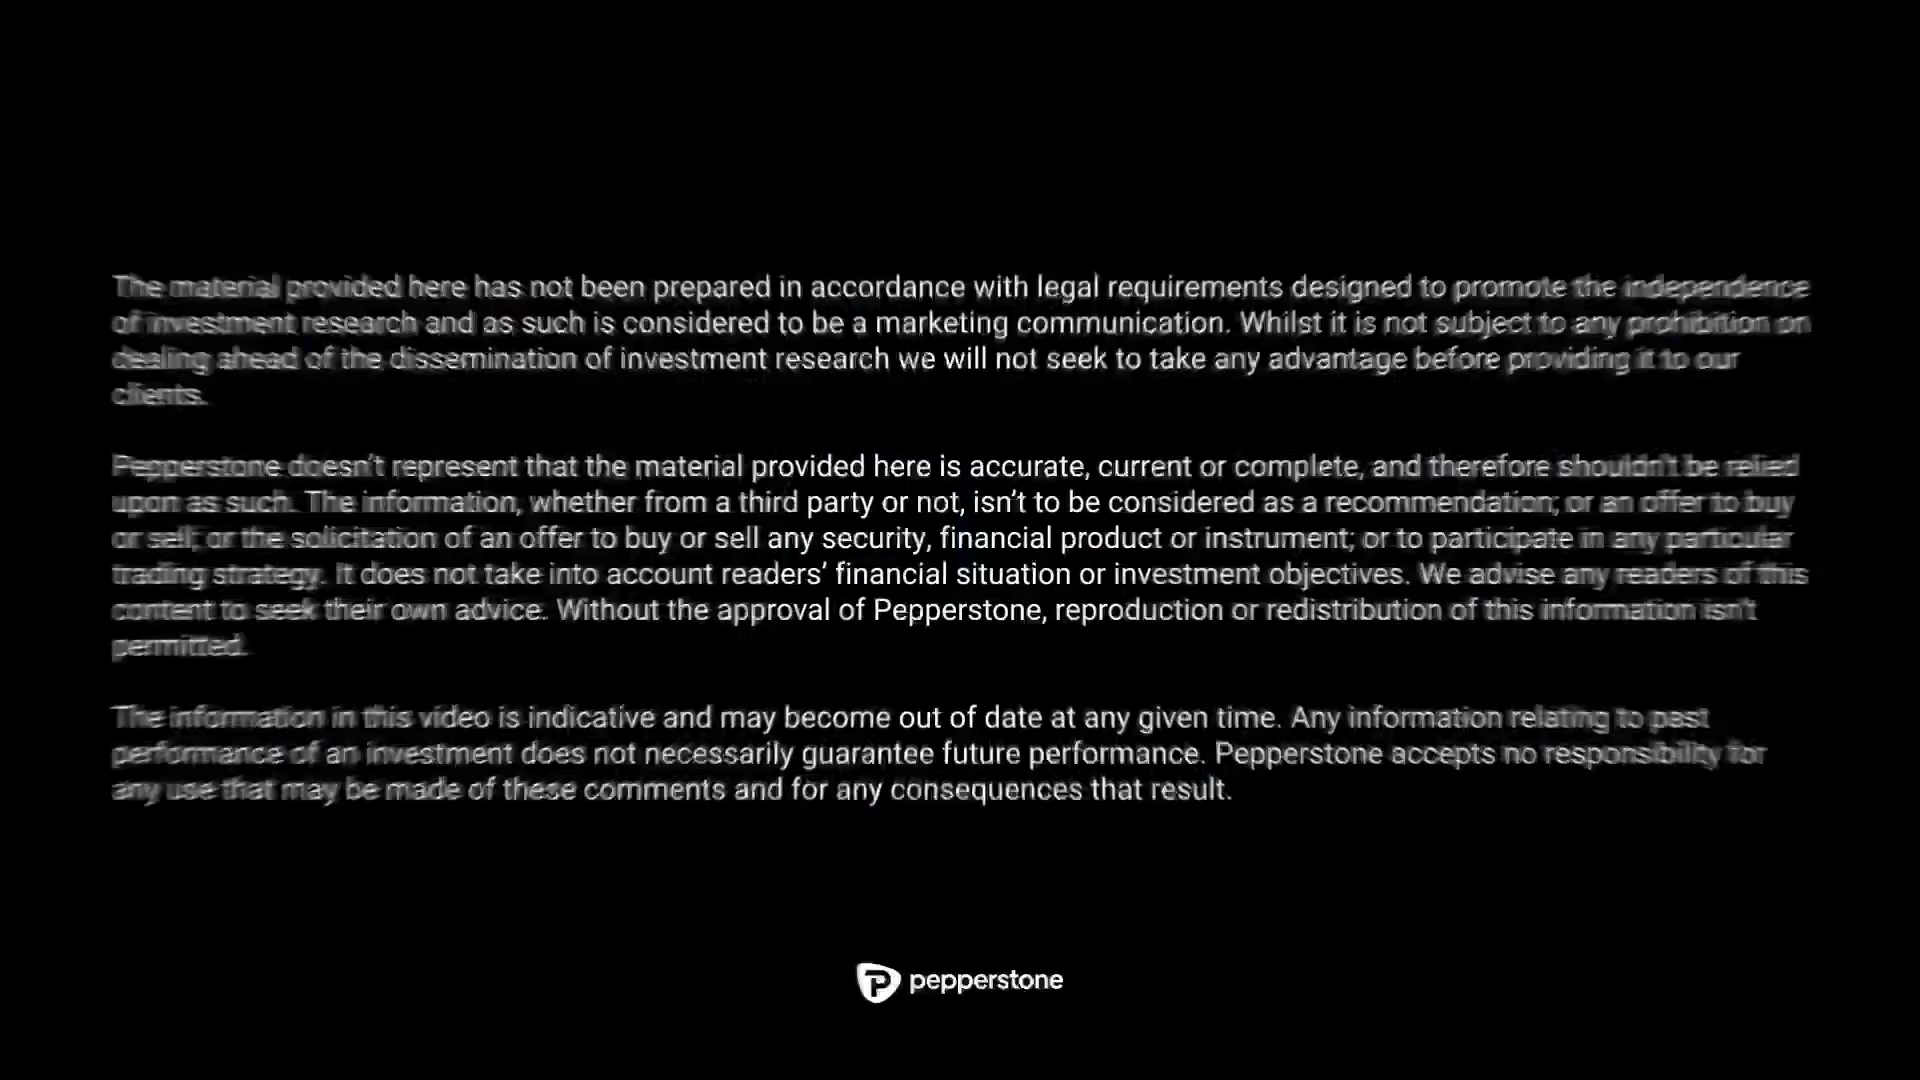 The material provided here has not been prepared in accordance with legal requirements designed to promote the independence
of investment research and as such is considered to be a marketing communication. Whilst it is not subject to any prohibition on
dealing ahead of the dissemination of investment research we will not seek to take any advantage before providing it to our
clients.
Pepperstone doesn’t represent that the material provided here is accurate, current or complete, and therefore shouldn’t be relied
upon as such. The information, whether from a third party or not, isn’t to be considered as a recommendation; or an offer to buy
or sell; or the solicitation of an offer to buy or sell any security, financial product or instrument; or to participate in any particular
trading strategy. It does not take into account readers’ financial situation or investment objectives. We advise any readers of this
content to seek their own advice. Without the approval of Pepperstone, reproduction or redistribution of this information isn’t
permitted.
The information in this video is indicative and may become out of date at any given time. Any information relating to past
performance of an investment does not necessarily guarantee future performance. Pepperstone accepts no responsibility for
any use that may be made of these comments and for any consequences that result.
pepperstone